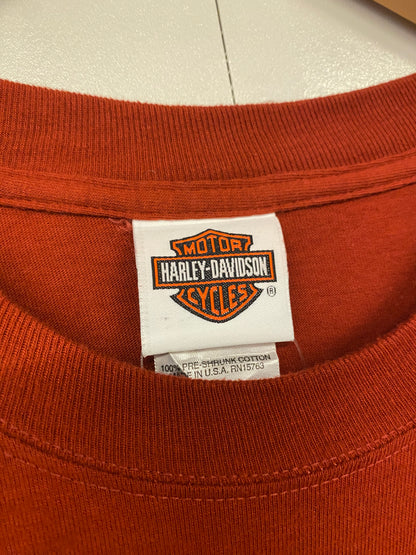 MOTOR
HARLEY-DAVIDSON
CYCLES
®
100% PRE-SHRUNK COTTON
MADE IN U.S.A. RN15763